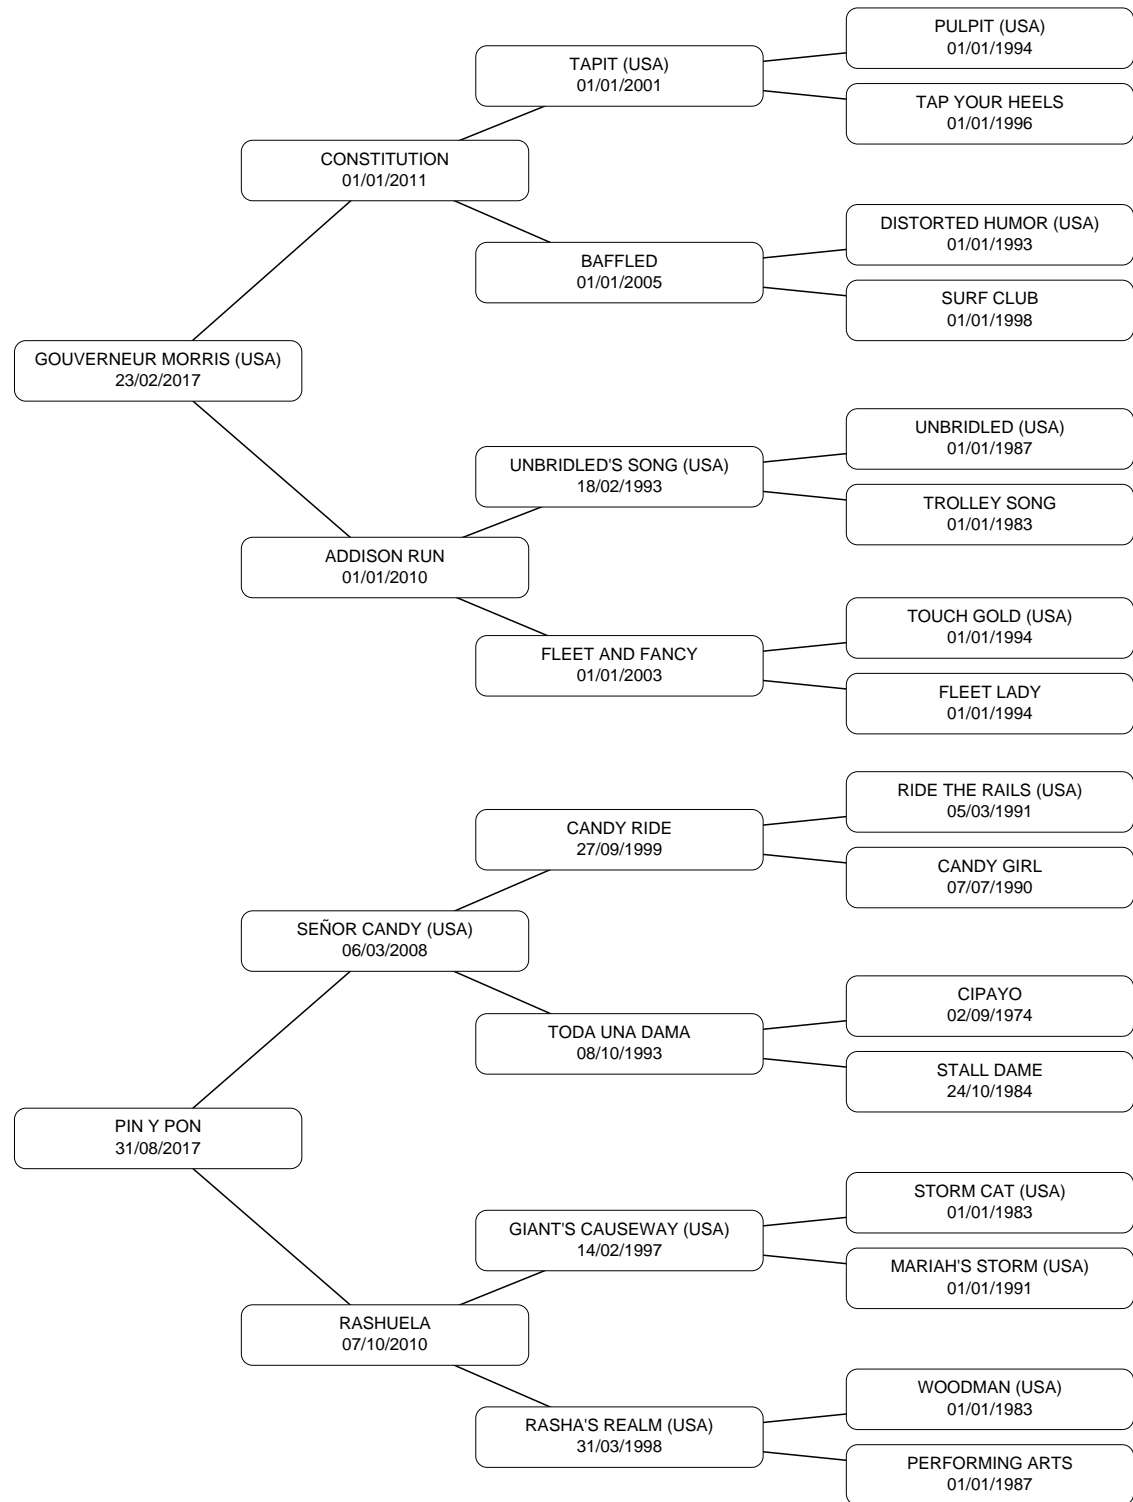 PULPIT (USA)
01/01/1994
TAPIT (USA)
01/01/2001
TAP YOUR HEELS
01/01/1996
CONSTITUTION
01/01/2011
DISTORTED HUMOR (USA)
01/01/1993
BAFFLED
01/01/2005
SURF CLUB
01/01/1998
GOUVERNEUR MORRIS (USA)
23/02/2017
UNBRIDLED (USA)
01/01/1987
UNBRIDLED'S SONG (USA)
18/02/1993
TROLLEY SONG
01/01/1983
ADDISON RUN
01/01/2010
TOUCH GOLD (USA)
01/01/1994
FLEET AND FANCY
01/01/2003
FLEET LADY
01/01/1994
RIDE THE RAILS (USA)
05/03/1991
CANDY RIDE
27/09/1999
CANDY GIRL
07/07/1990
SEÑOR CANDY (USA)
06/03/2008
CIPAYO
02/09/1974
TODA UNA DAMA
08/10/1993
STALL DAME
24/10/1984
PIN Y PON
31/08/2017
STORM CAT (USA)
01/01/1983
GIANT'S CAUSEWAY (USA)
14/02/1997
MARIAH'S STORM (USA)
01/01/1991
RASHUELA
07/10/2010
WOODMAN (USA)
01/01/1983
RASHA'S REALM (USA)
31/03/1998
PERFORMING ARTS
01/01/1987